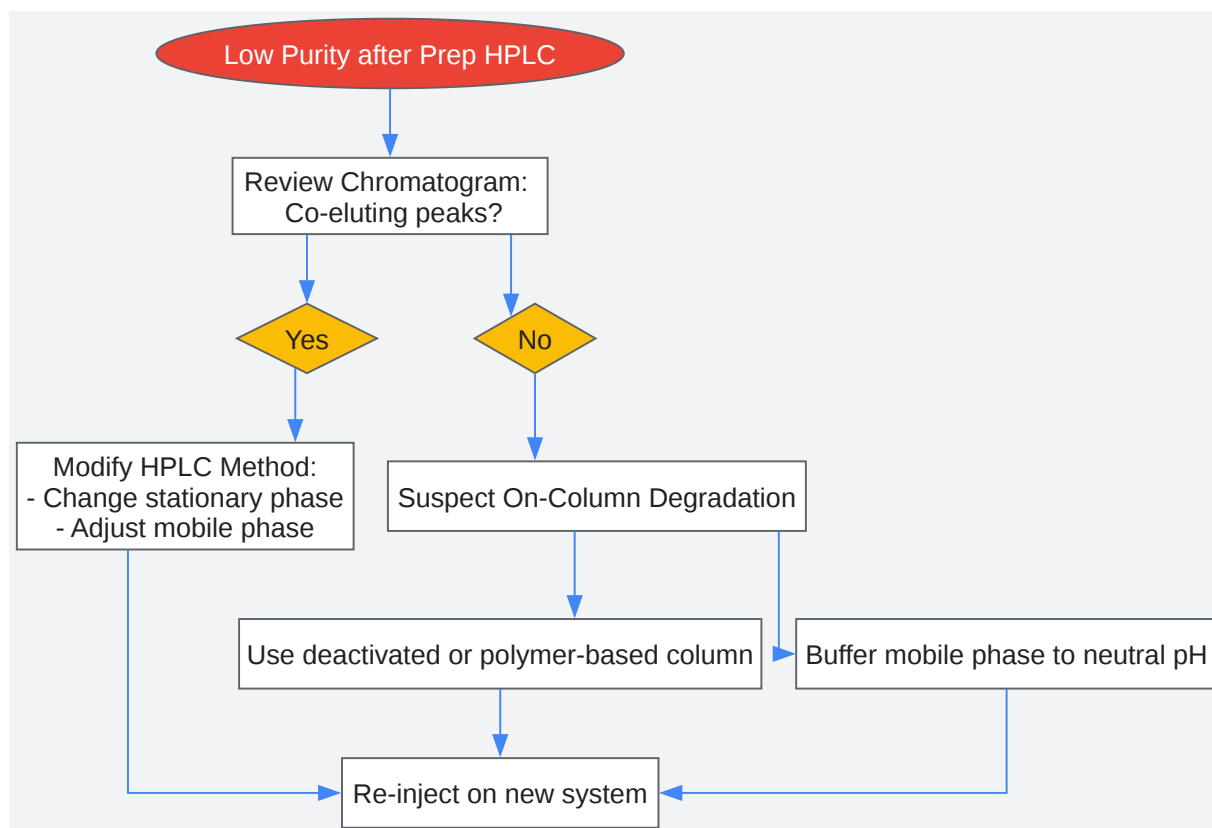 Low Purity after Prep HPLC
Review Chromatogram:
Co-eluting peaks?
Yes
No
Modify HPLC Method:
- Change stationary phase
- Adjust mobile phase
Suspect On-Column Degradation
Use deactivated or polymer-based column
Buffer mobile phase to neutral pH
Re-inject on new system